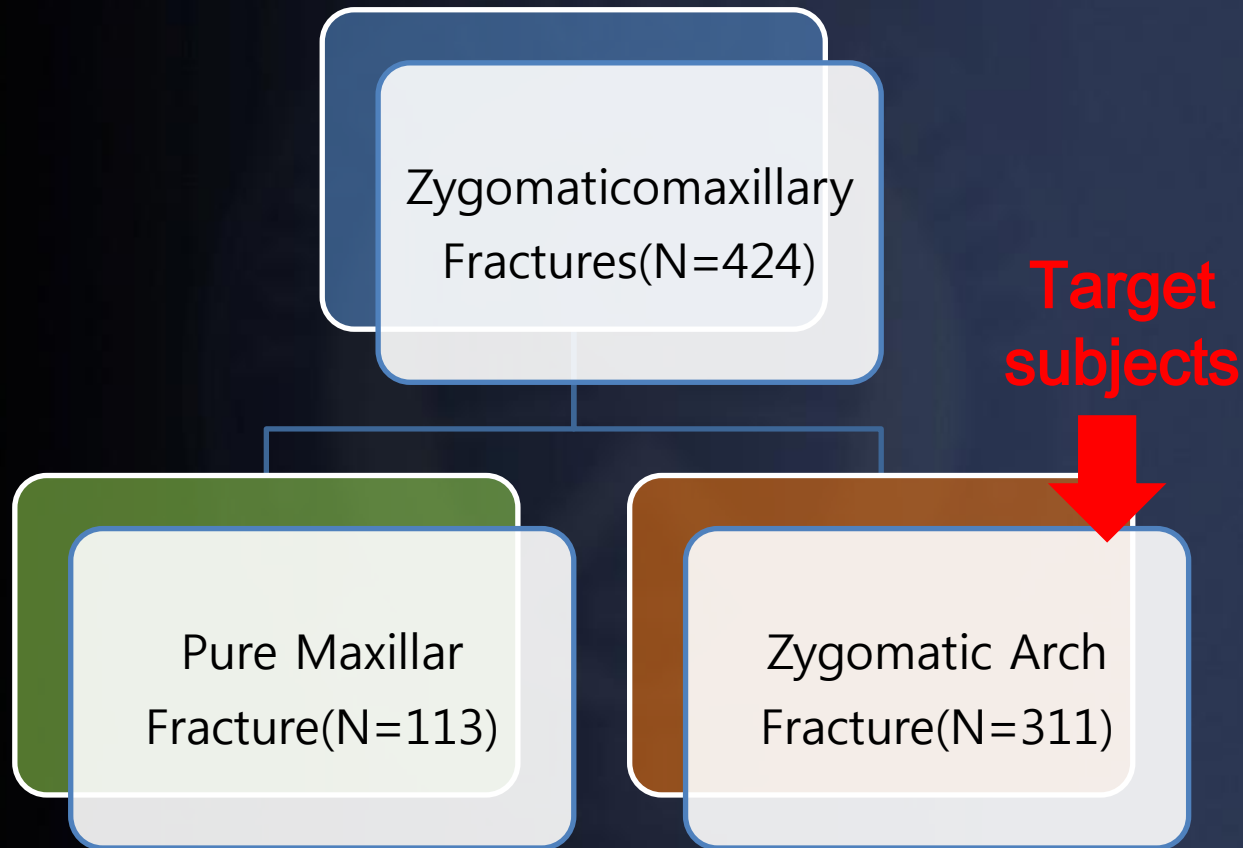 Zygomaticomaxillary
Fractures(N=424)
Target
subjects
Pure Maxillar
Fracture(N=113)
Zygomatic Arch
Fracture(N=311)